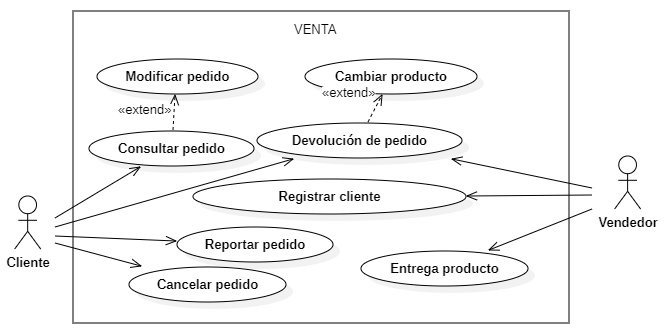 VENTA
Modificar pedido
Cambiar producto
«extend»
«extend»
Consultar pedido
Devolución de pedido
Registrar cliente
Vendedor
Reportar pedido
Cliente
Entrega producto
Cancelar pedido